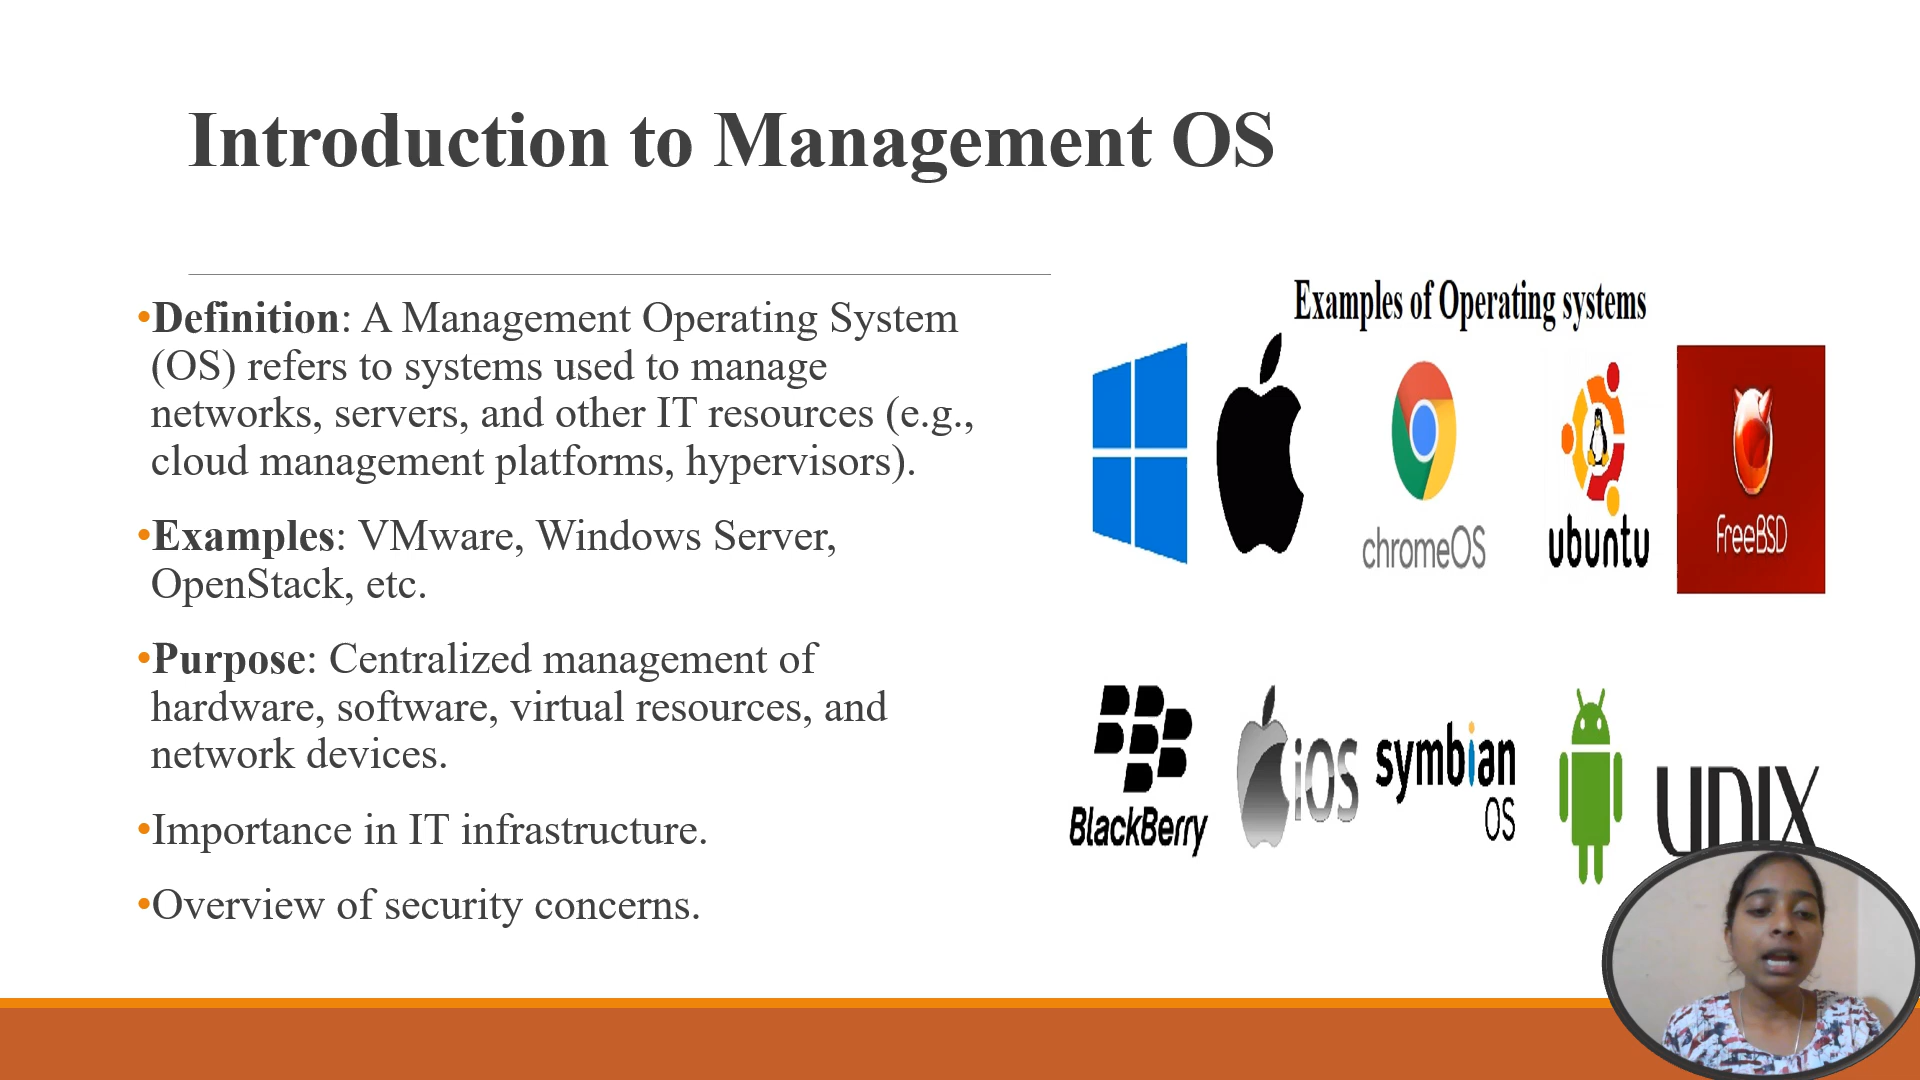 Introduction to Management OS
•Definition: A Management Operating System
(OS) refers to systems used to manage
networks, servers, and other IT resources (e.g.,
cloud management platforms, hypervisors).
•Examples: VMware, Windows Server,
OpenStack, etc.
•Purpose: Centralized management of
hardware, software, virtual resources, and
network devices.
•Importance in IT infrastructure.
•Overview of security concerns.
Examples of Operating systems
chromeOS
ubuntu
FreeBSD
BlackBerry
iOS
symbian
OS
UNIX